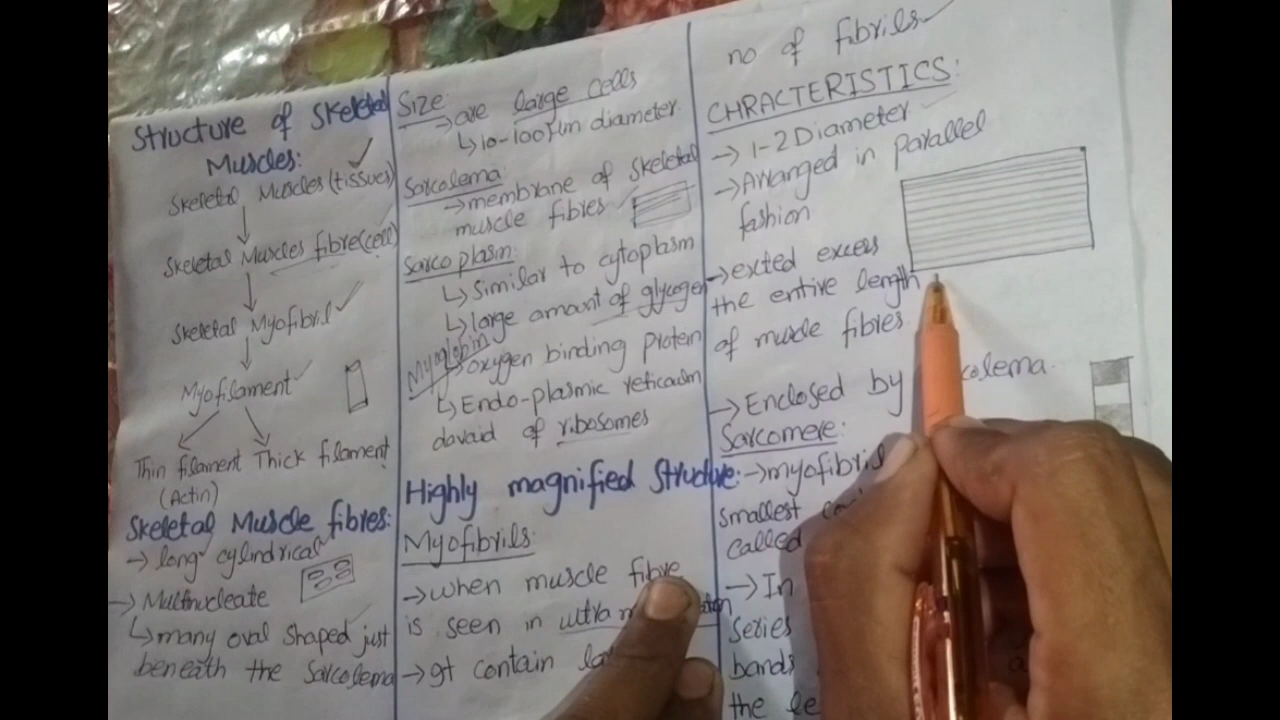 Structure of Skeletal
Muscles:
Skeletal Muscles (tissues)
Skeletal Muscles fibre(cell)
Skeletal Myofibril
Myofilament
Thin filament Thick filament
(Actin)
Skeletal Muscle fibres:
→ long cylindrical
→ Multinucleate
↳ many oval shaped just
beneath the Sarcolema
Size:
→ are large cells
↳ 10-100 μm diameter
Sarcolema:
→ membrane of skeletal
muscle fibres
Sarcoplasm:
↳ Similar to cytoplasm
↳ large amount of glycogen
Myoglobin → oxygen binding protein
↳ Endo-plasmic reticulm
davaid of ribosomes
Highly magnified Structure:
Myofibrils:
→ when muscle fibre
is seen in ultra
→ gt contain
no of fibrils
CHRACTERISTICS:
→ 1-2 Diameter
→ Arranged in parallel
fashion
→ exted excess
the entire length
of muscle fibres
→ Enclosed by
Sarcomere:
→ myofibril
smallest
called
→ In
Series
bands
the